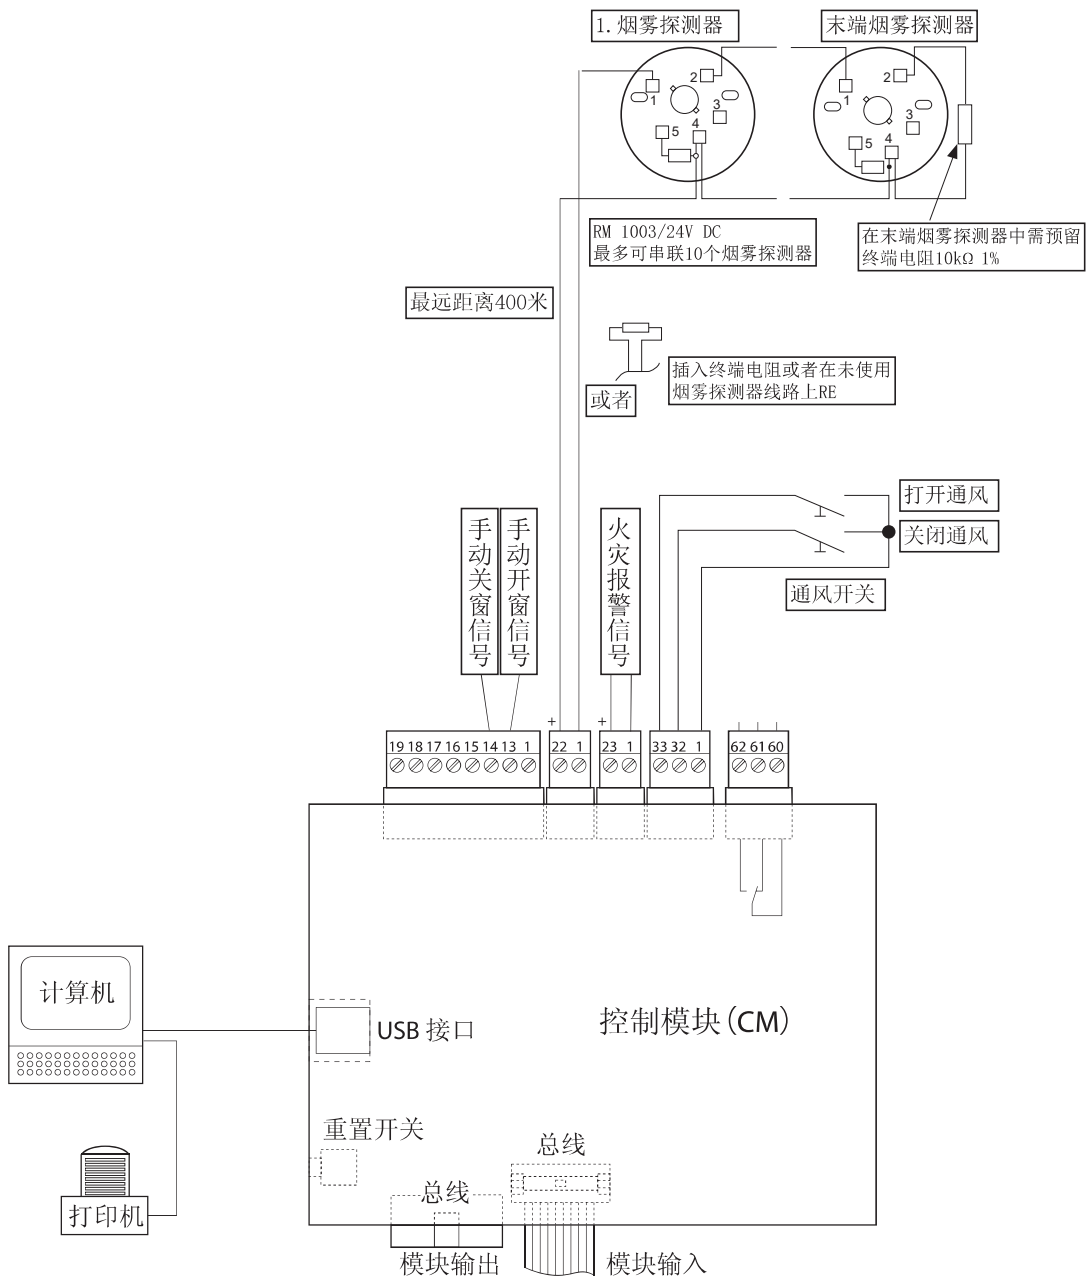 1.烟雾探测器
末端烟雾探测器
2
1
3
4
5
2
1
3
4
5
RM 1003/24V DC
最多可串联10个烟雾探测器
在末端烟雾探测器中需预留
终端电阻10kΩ 1%
最远距离400米
插入终端电阻或者在未使用
烟雾探测器线路上RE
或者
手动关窗信号
手动开窗信号
火灾报警信号
打开通风
关闭通风
通风开关
+
+
19 18 17 16 15 14 13 1
22 1
23 1
33 32 1
62 61 60
计算机
USB 接口
控制模块(CM)
重置开关
总线
总线
打印机
模块输出
模块输入